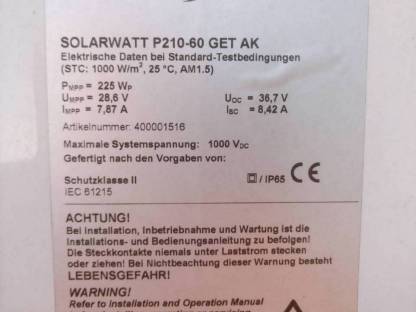 SOLARWATT P210-60 GET AK
Elektrische Daten bei Standard-Testbedingungen
(STC: 1000 W/m², 25 °C, AM1.5)
PMPP = 225 Wp
UMPP = 28,6 V UOC = 36,7 V
IMPP = 7,87 A ISC = 8,42 A
Artikelnummer: 400001516
Maximale Systemspannung: 1000 VDC
Gefertigt nach den Vorgaben von:
Schutzklasse II / IP65 CE
IEC 61215
ACHTUNG!
Bei Installation, Inbetriebnahme und Wartung ist die
Installations- und Bedienungsanleitung zu befolgen!
Die Steckkontakte niemals unter Laststrom stecken
oder ziehen! Bei Nichtbeachtung dieser Warnung besteht
LEBENSGEFAHR!
WARNING!
Refer to Installation and Operation Manual